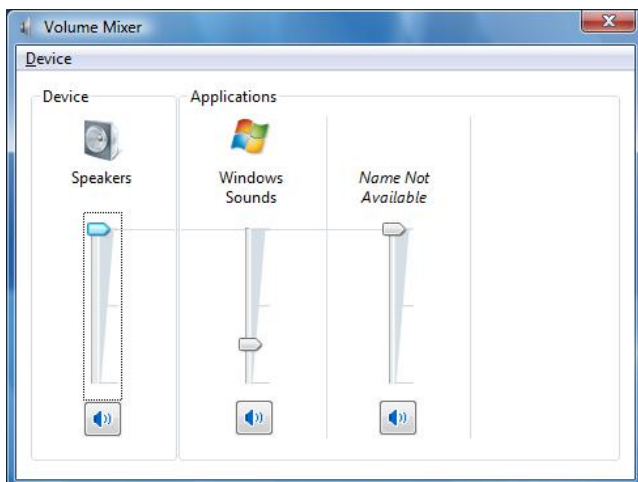 Volume Mixer
Device
Device
Applications
Speakers
Windows
Sounds
Name Not
Available